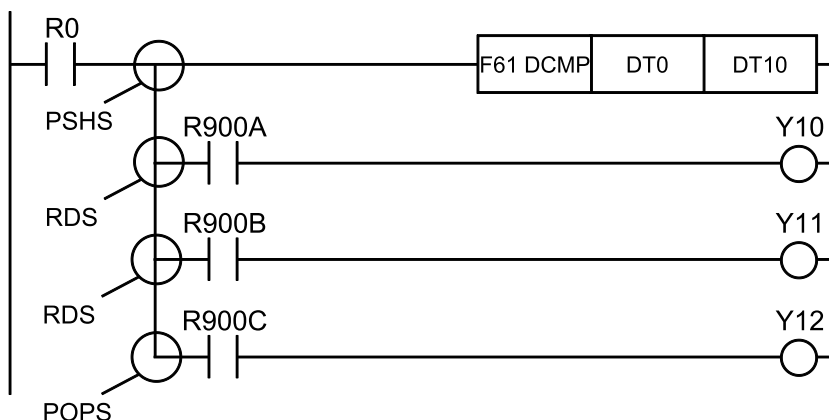 R0
F61 DCMP DT0 DT10
PSHS
R900A Y10
RDS
R900B Y11
RDS
R900C Y12
POPS